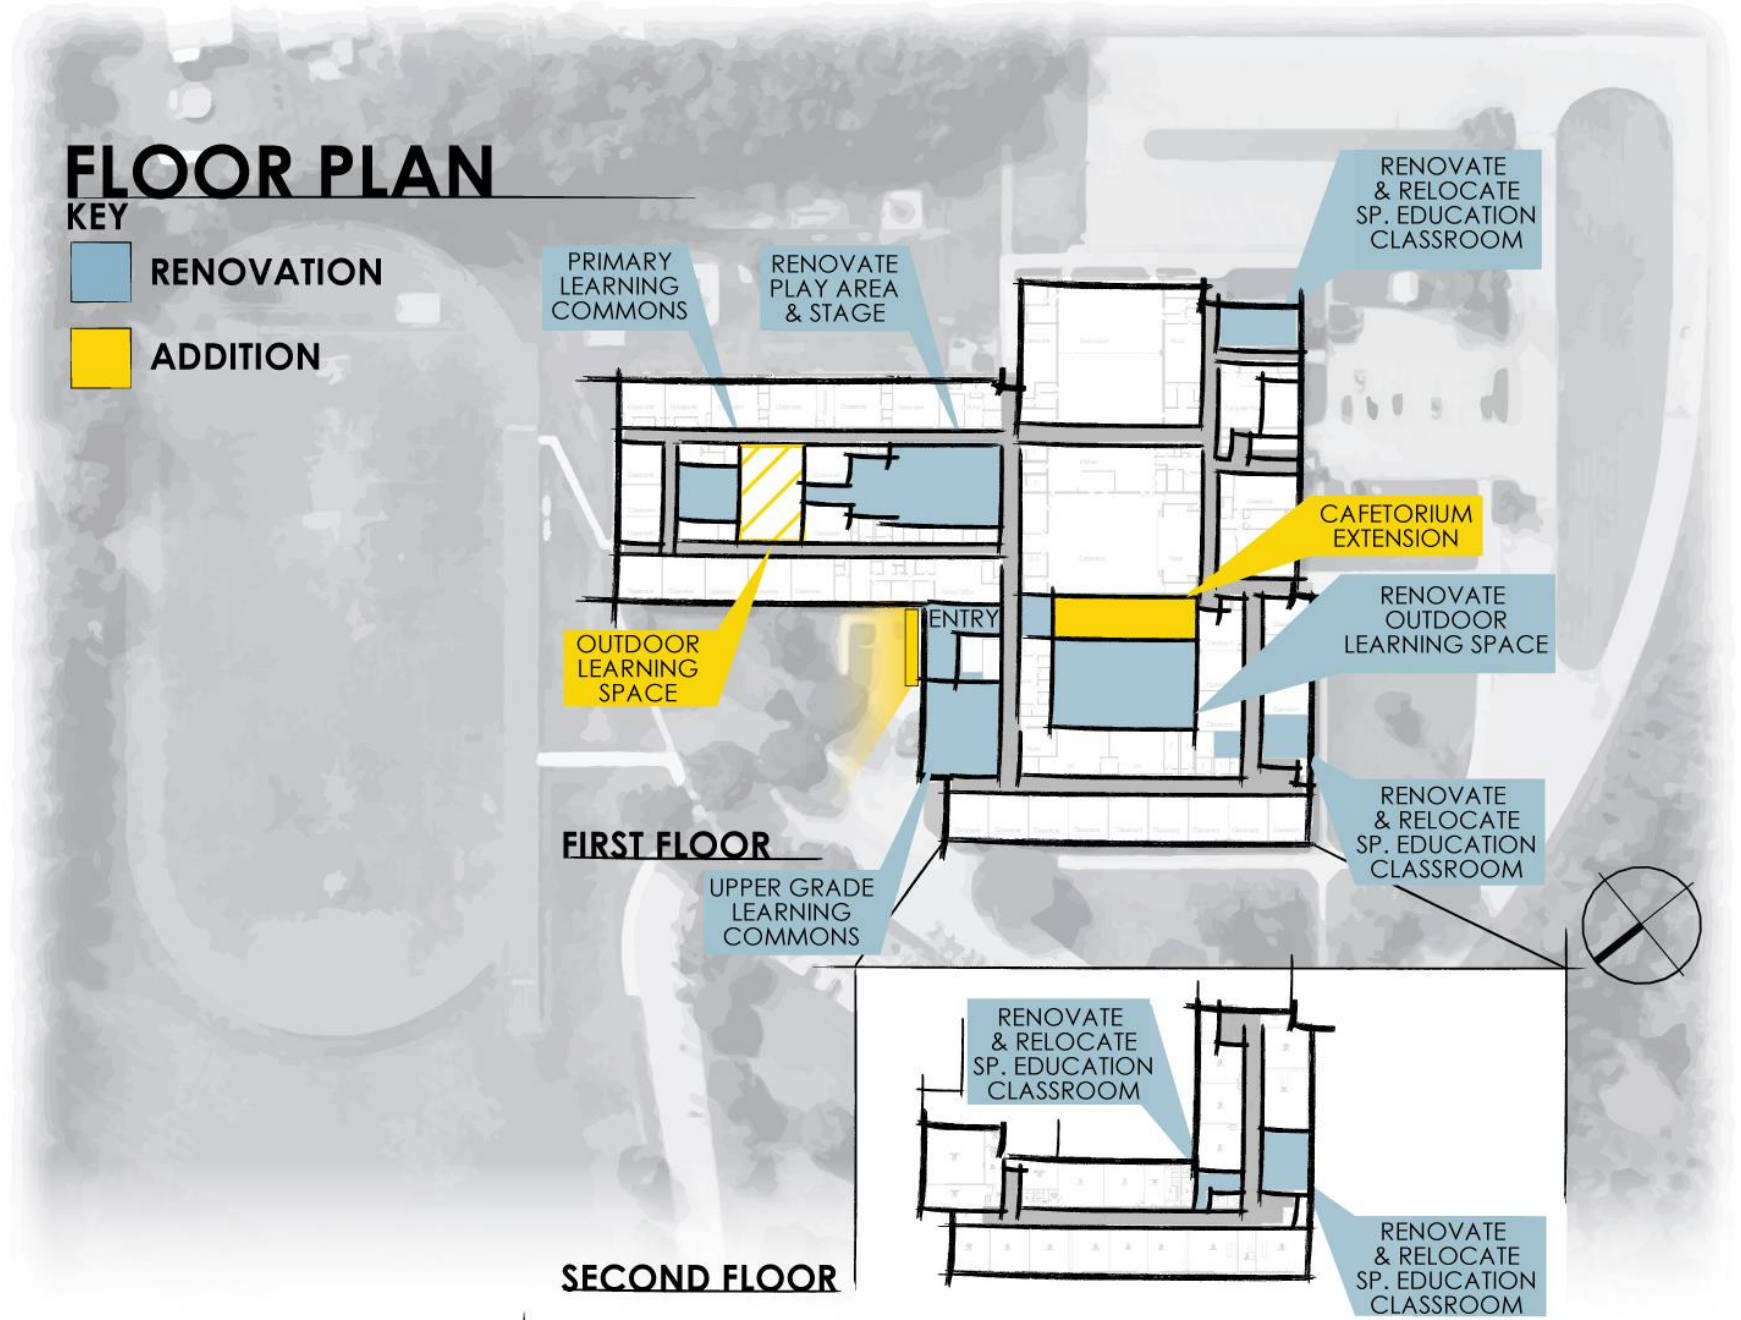 FLOOR PLAN
KEY
RENOVATION
ADDITION
PRIMARY
LEARNING
COMMONS
RENOVATE
PLAY AREA
& STAGE
RENOVATE
& RELOCATE
SP. EDUCATION
CLASSROOM
CAFETORIUM
EXTENSION
RENOVATE
OUTDOOR
LEARNING SPACE
ENTRY
OUTDOOR
LEARNING
SPACE
RENOVATE
& RELOCATE
SP. EDUCATION
CLASSROOM
FIRST FLOOR
UPPER GRADE
LEARNING
COMMONS
RENOVATE
& RELOCATE
SP. EDUCATION
CLASSROOM
RENOVATE
& RELOCATE
SP. EDUCATION
CLASSROOM
SECOND FLOOR